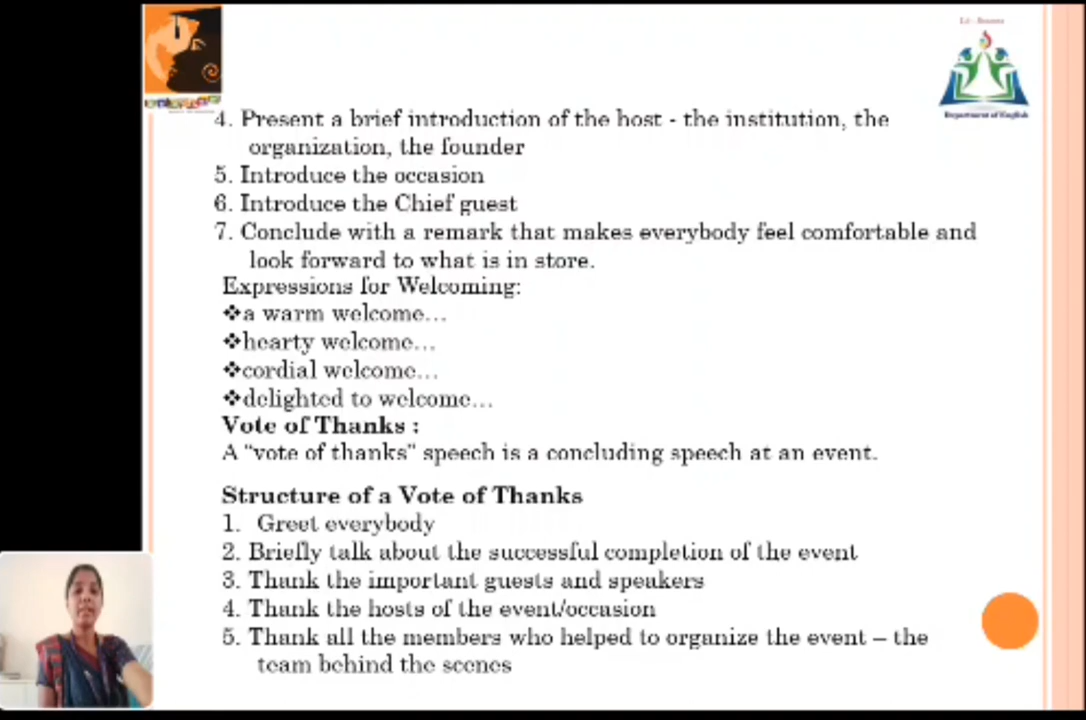 4. Present a brief introduction of the host - the institution, the
organization, the founder
5. Introduce the occasion
6. Introduce the Chief guest
7. Conclude with a remark that makes everybody feel comfortable and
look forward to what is in store.
Expressions for Welcoming:
❖a warm welcome…
❖hearty welcome…
❖cordial welcome…
❖delighted to welcome…
Vote of Thanks :
A “vote of thanks” speech is a concluding speech at an event.
Structure of a Vote of Thanks
1. Greet everybody
2. Briefly talk about the successful completion of the event
3. Thank the important guests and speakers
4. Thank the hosts of the event/occasion
5. Thank all the members who helped to organize the event – the
team behind the scenes
Department of English